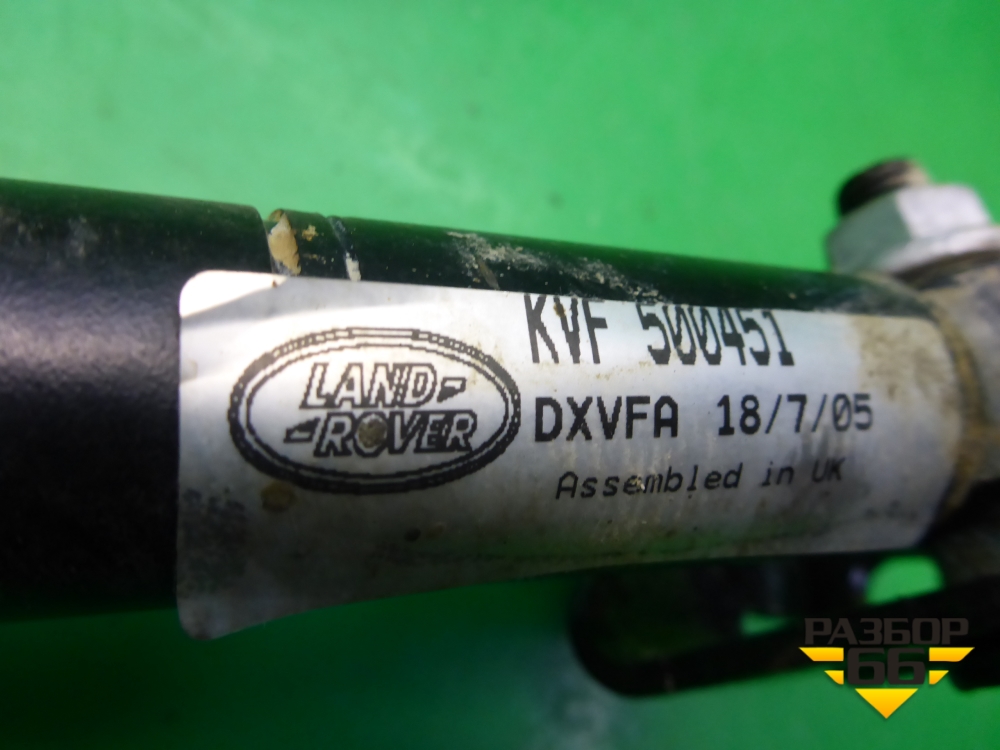 KVF 500451
LAND-
-ROVER
DXVFA 18/7/05
Assembled in UK
РАЗБОР
66